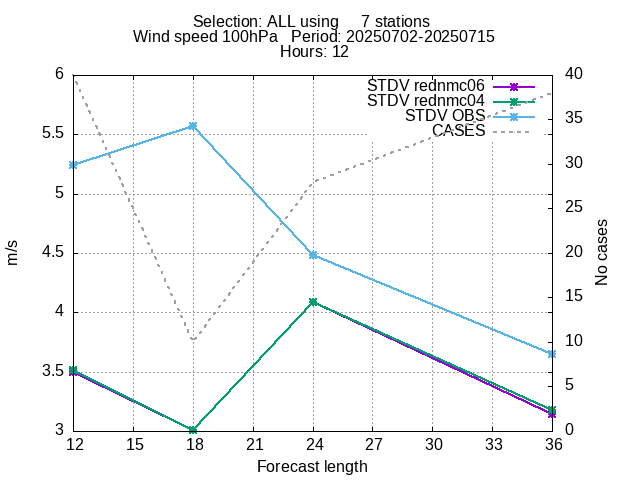 Selection: ALL using     7 stations
Wind speed 100hPa   Period: 20250702-20250715
Hours: 12
STDV rednmc06
STDV rednmc04
STDV OBS
CASES
6
5.5
5
4.5
4
3.5
3
m/s
40
35
30
25
20
15
10
5
0
No cases
12 15 18 21 24 27 30 33 36
Forecast length